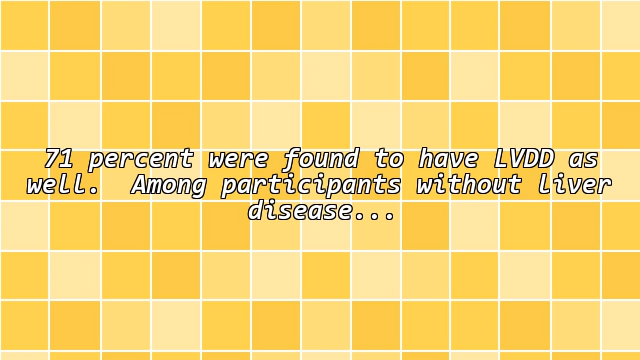 71 percent were found to have LVDD as
well.  Among participants without liver
disease...